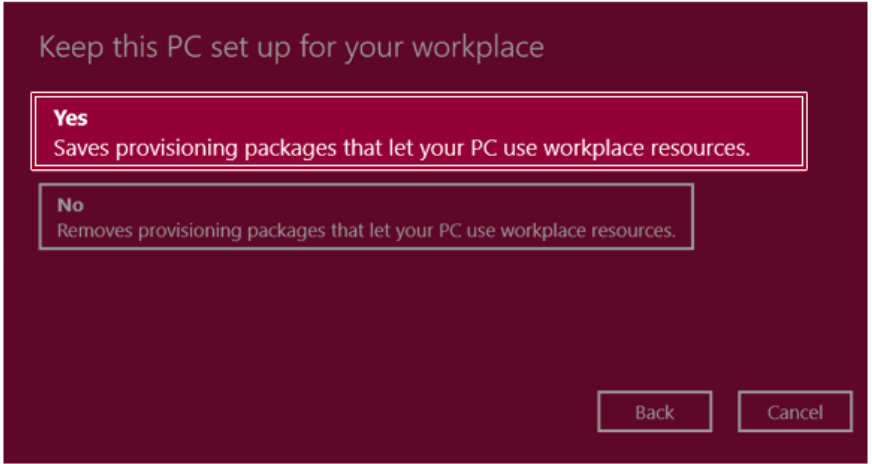 Keep this PC set up for your workplace
Yes
Saves provisioning packages that let your PC use workplace resources.
No
Removes provisioning packages that let your PC use workplace resources.
Back
Cancel